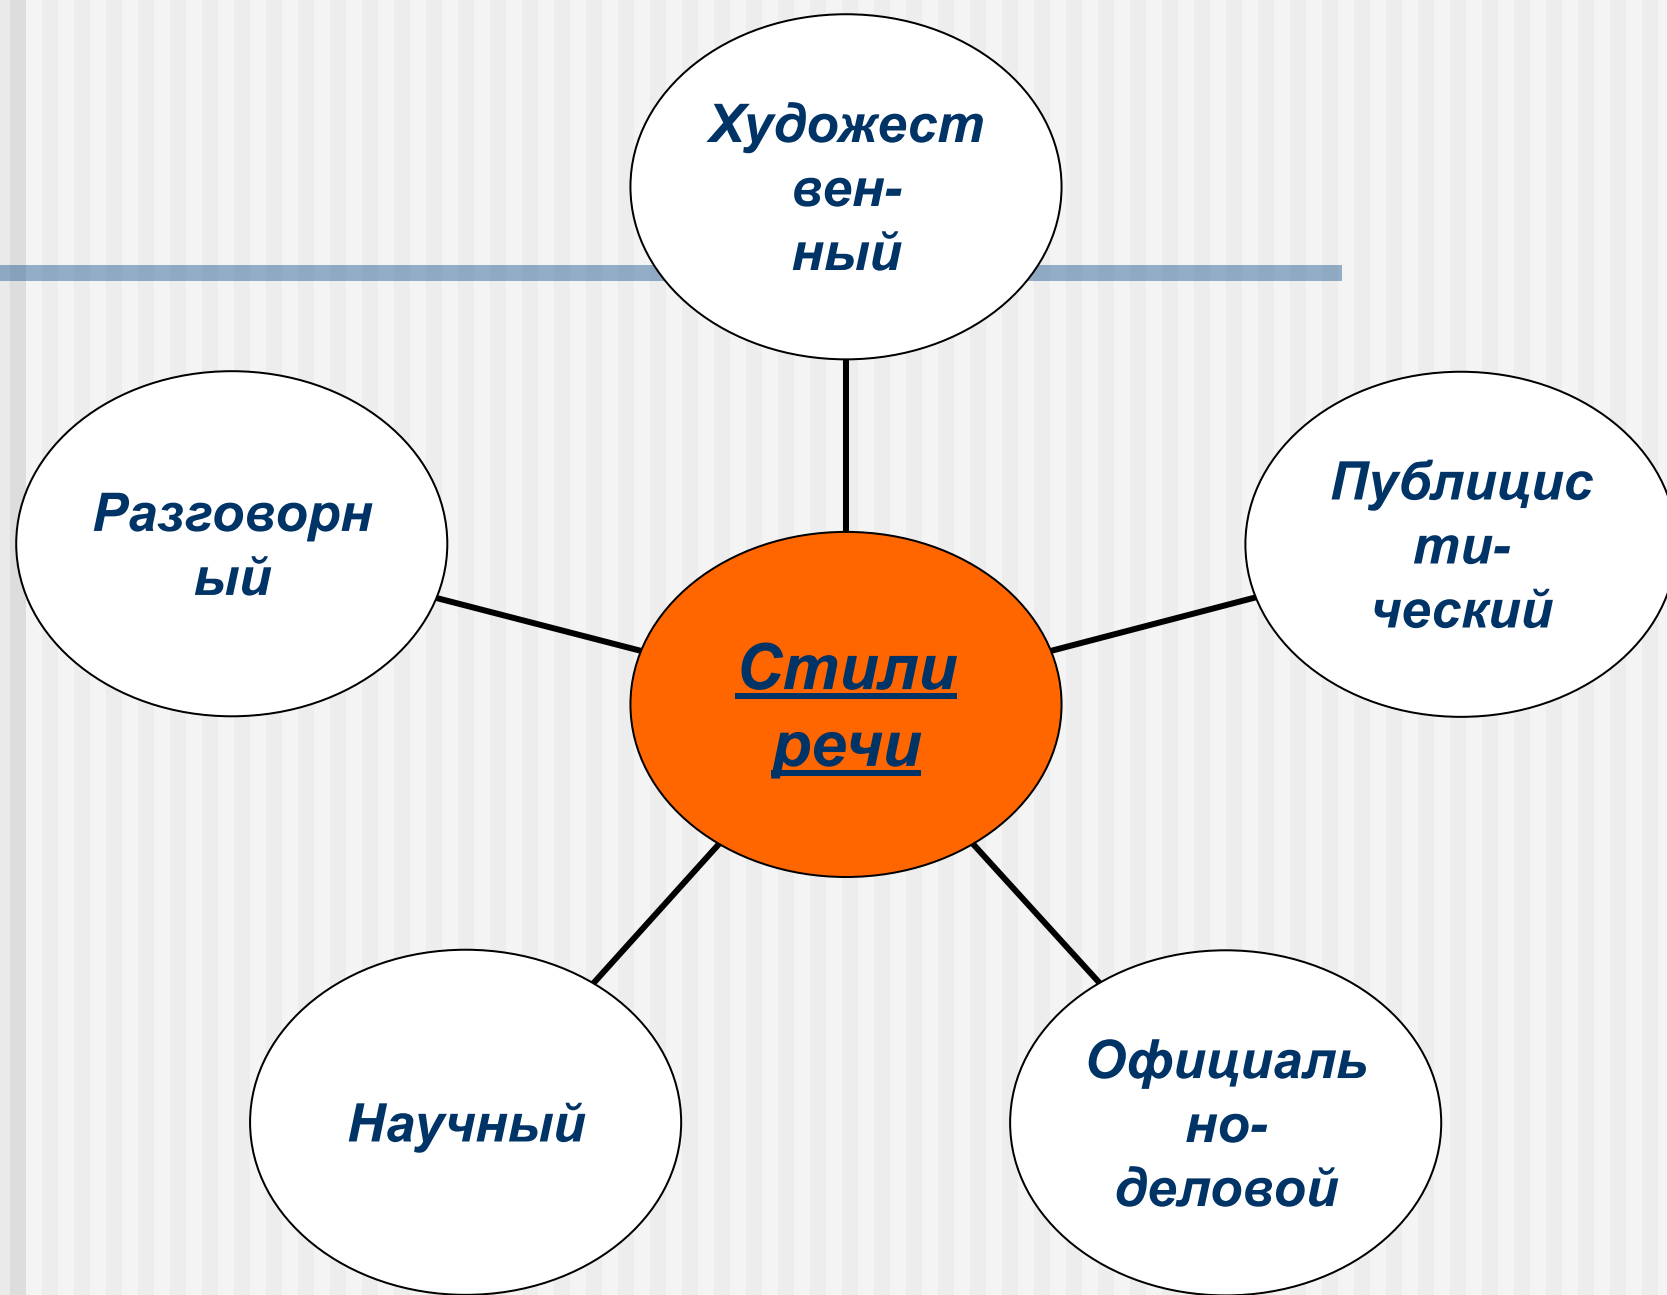 Художест
вен-
ный
Разговорн
ый
Публицис
ти-
ческий
Стили
речи
Научный
Официаль
но-
деловой